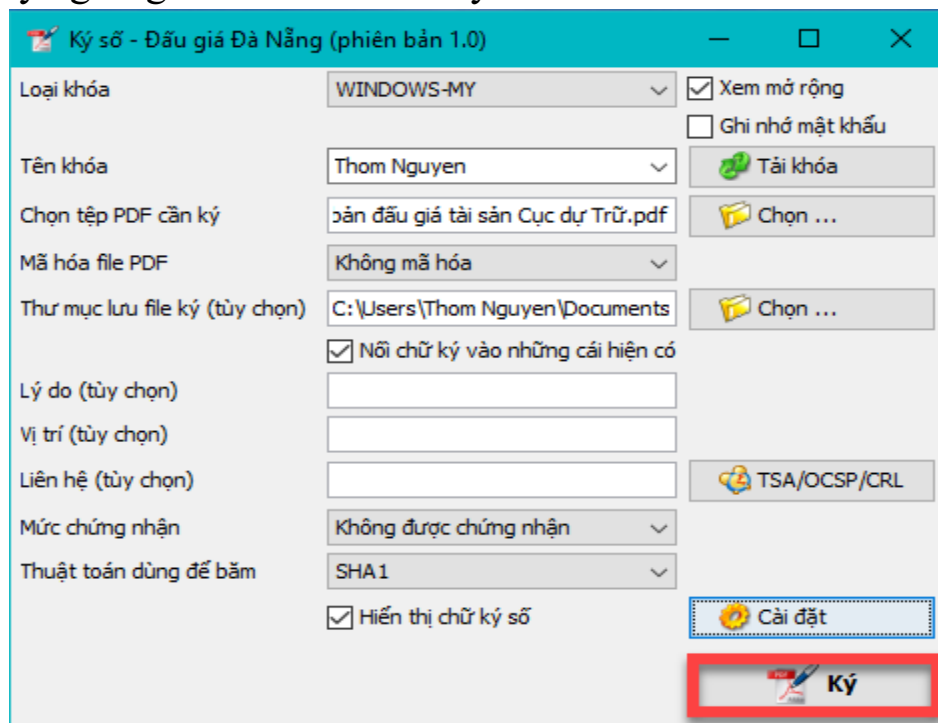 Ký số - Đấu giá Đà Nẵng (phiên bản 1.0)
Loại khóa WINDOWS-MY Xem mở rộng
Ghi nhớ mật khẩu
Tên khóa Thom Nguyen Tải khóa
Chọn tệp PDF cần ký bản đấu giá tài sản Cục dự Trữ.pdf Chọn ...
Mã hóa file PDF Không mã hóa
Thư mục lưu file ký (tùy chọn) C:\Users\Thom Nguyen\Documents Chọn ...
Nối chữ ký vào những cái hiện có
Lý do (tùy chọn)
Vị trí (tùy chọn)
Liên hệ (tùy chọn) TSA/OCSP/CRL
Mức chứng nhận Không được chứng nhận
Thuật toán dùng để băm SHA1
Hiển thị chữ ký số Cài đặt
Ký